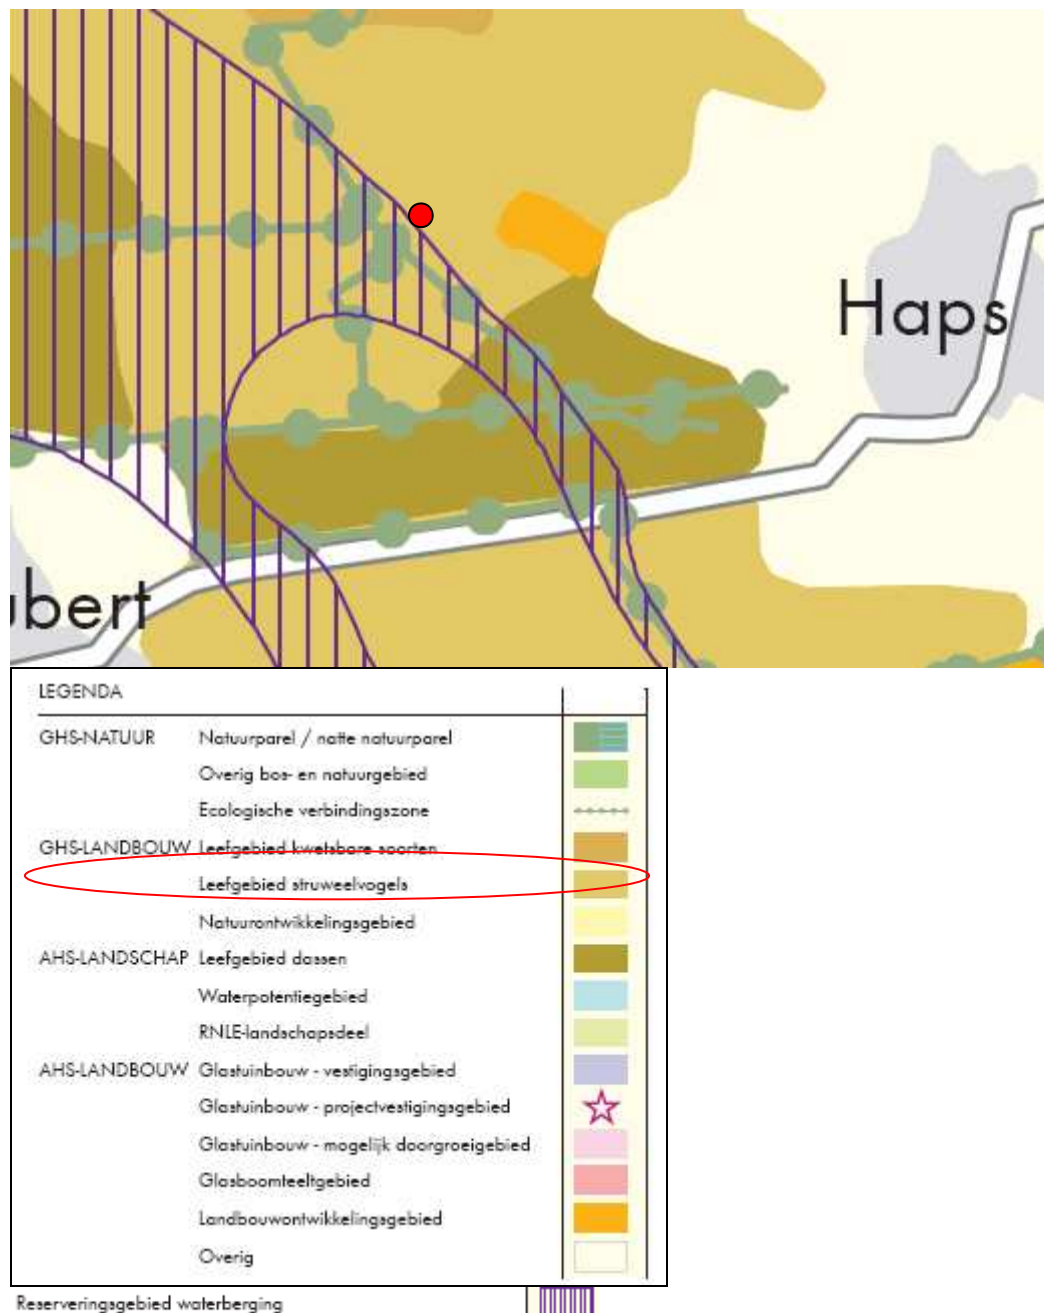 Haps
ubert
LEGENDA
GHS-NATUUR Natuurparel / natte natuurparel
Overig bos- en natuurgebied
Ecologische verbindingszone
GHS-LANDBOUW Leefgebied kwetsbare soorten
Leefgebied struweelvogels
Natuurontwikkelingsgebied
AHS-LANDSCHAP Leefgebied dassen
Waterpotentiegebied
RNLE-landschapsdeel
AHS-LANDBOUW Glastuinbouw - vestigingsgebied
Glastuinbouw - projectvestigingsgebied
Glastuinbouw - mogelijk doorgroeigebied
Glasboomteeltgebied
Landbouwontwikkelingsgebied
Overig
Reserveringsgebied waterberging